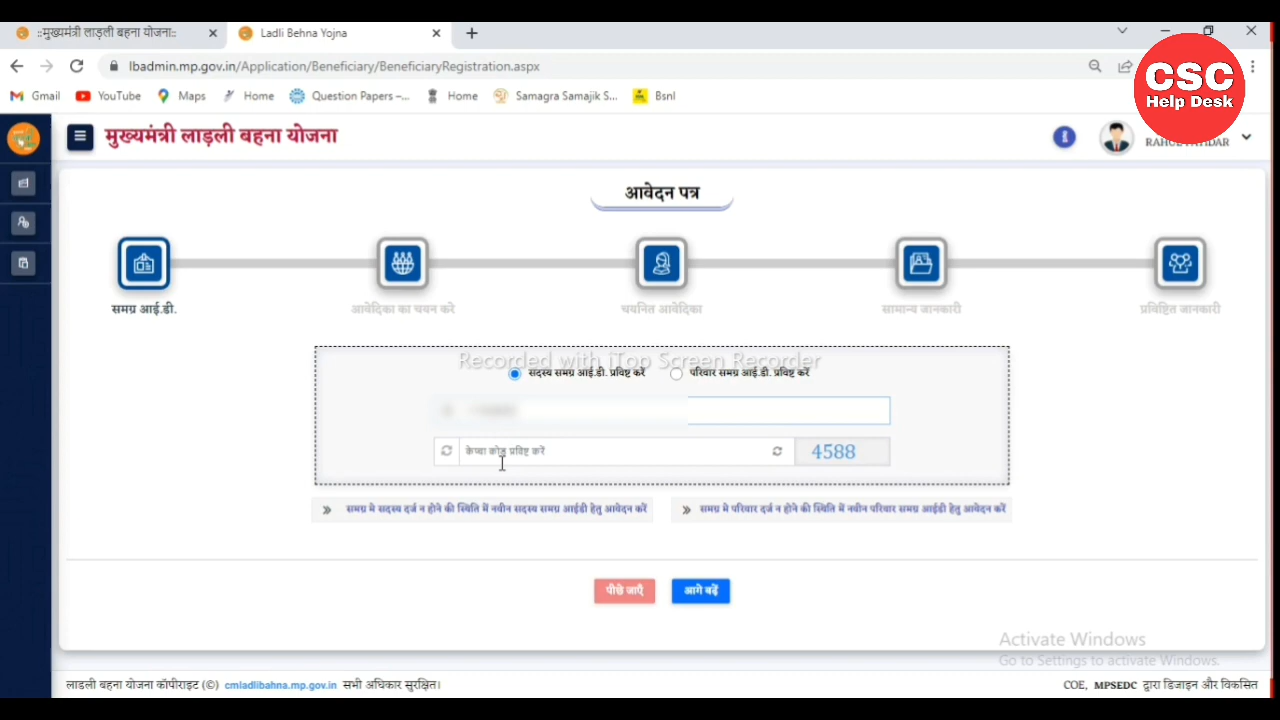 ::मुख्यमंत्री लाड़ली बहना योजना::
Ladli Behna Yojna
lbadmin.mp.gov.in/Application/Beneficiary/BeneficiaryRegistration.aspx
Gmail YouTube Maps Home Question Papers –... Home Samagra Samajik S... Bsnl
CSC
Help Desk
मुख्यमंत्री लाड़ली बहना योजना
आवेदन पत्र
समग्र आई.डी. आवेदिका का चयन करे चयनित आवेदिका सामान्य जानकारी प्रविष्टित जानकारी
Recorded with iTop Screen Recorder
सदस्य समग्र आई.डी. प्रविष्ट करें परिवार समग्र आई.डी. प्रविष्ट करें
केप्चा कोड प्रविष्ट करें 4588
समग्र मे सदस्य दर्ज न होने की स्थिति में नवीन सदस्य समग्र आईडी हेतु आवेदन करें समग्र मे परिवार दर्ज न होने की स्थिति में नवीन परिवार समग्र आईडी हेतु आवेदन करें
पीछे जाएँ आगे बढ़ें
Activate Windows
Go to Settings to activate Windows.
लाडली बहना योजना कॉपीराइट (©) cmladlibahna.mp.gov.in सभी अधिकार सुरक्षित। COE, MPSEDC द्वारा डिजाइन और विकसित